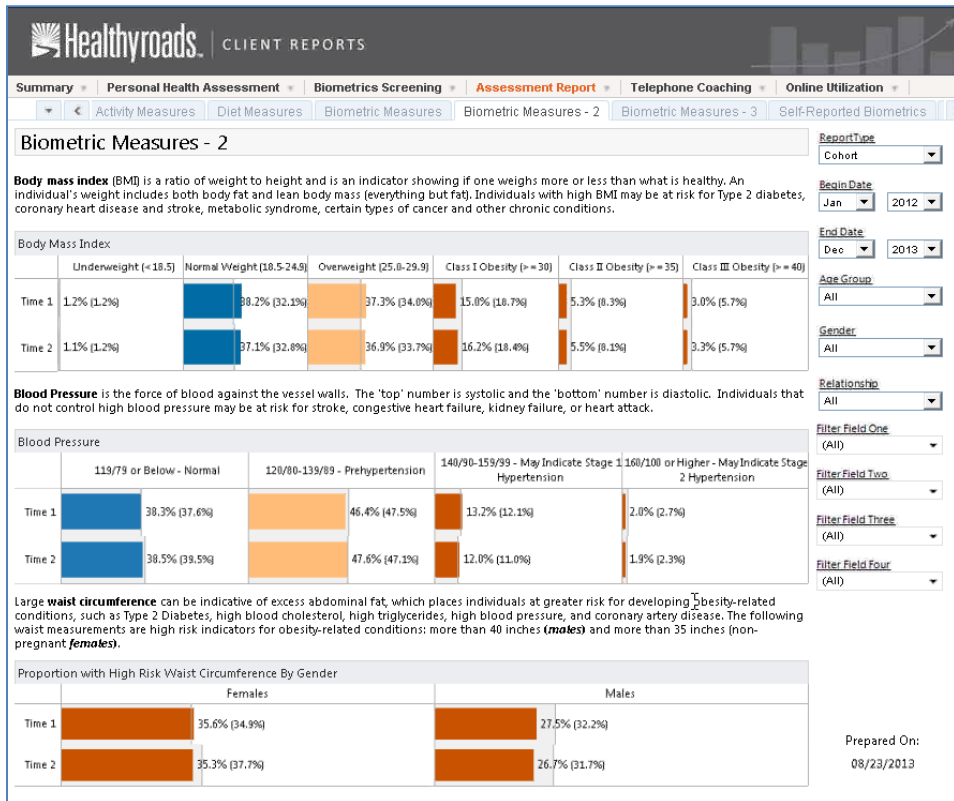 Healthyroads™ | CLIENT REPORTS
Summary Personal Health Assessment Biometrics Screening Assessment Report Telephone Coaching Online Utilization
Activity Measures Diet Measures Biometric Measures Biometric Measures - 2 Biometric Measures - 3 Self-Reported Biometrics
Biometric Measures - 2
Body mass index (BMI) is a ratio of weight to height and is an indicator showing if one weighs more or less than what is healthy. An
individual's weight includes both body fat and lean body mass (everything but fat). Individuals with high BMI may be at risk for Type 2 diabetes,
coronary heart disease and stroke, metabolic syndrome, certain types of cancer and other chronic conditions.
Body Mass Index
Underweight (<18.5) Normal Weight (18.5-24.9) Overweight (25.0-29.9) Class I Obesity (>=30) Class II Obesity (>=35) Class III Obesity (>=40)
Time 1 1.2% (1.2%) 38.2% (32.1%) 37.3% (34.0%) 15.0% (18.7%) 5.3% (8.3%) 3.0% (5.7%)
Time 2 1.1% (1.2%) 37.1% (32.8%) 36.9% (33.7%) 16.2% (18.4%) 5.5% (8.1%) 3.3% (5.7%)
Blood Pressure is the force of blood against the vessel walls. The 'top' number is systolic and the 'bottom' number is diastolic. Individuals that
do not control high blood pressure may be at risk for stroke, congestive heart failure, kidney failure, or heart attack.
Blood Pressure
119/79 or Below - Normal 120/80-139/89 - Prehypertension 140/90-159/99 - May Indicate Stage 1 Hypertension 160/100 or Higher - May Indicate Stage 2 Hypertension
Time 1 38.3% (37.6%) 46.4% (47.5%) 13.2% (12.1%) 2.0% (2.7%)
Time 2 38.5% (39.5%) 47.6% (47.1%) 12.0% (11.0%) 1.9% (2.3%)
Large waist circumference can be indicative of excess abdominal fat, which places individuals at greater risk for developing obesity-related
conditions, such as Type 2 Diabetes, high blood cholesterol, high triglycerides, high blood pressure, and coronary artery disease. The following
waist measurements are high risk indicators for obesity-related conditions: more than 40 inches (males) and more than 35 inches (non-
pregnant females).
Proportion with High Risk Waist Circumference By Gender
Females Males
Time 1 35.6% (34.9%) 27.5% (32.2%)
Time 2 35.3% (37.7%) 26.7% (31.7%)
ReportType
Cohort
Begin Date
Jan 2012
End Date
Dec 2013
Age Group
All
Gender
All
Relationship
All
Filter Field One
(All)
Filter Field Two
(All)
Filter Field Three
(All)
Filter Field Four
(All)
Prepared On:
08/23/2013